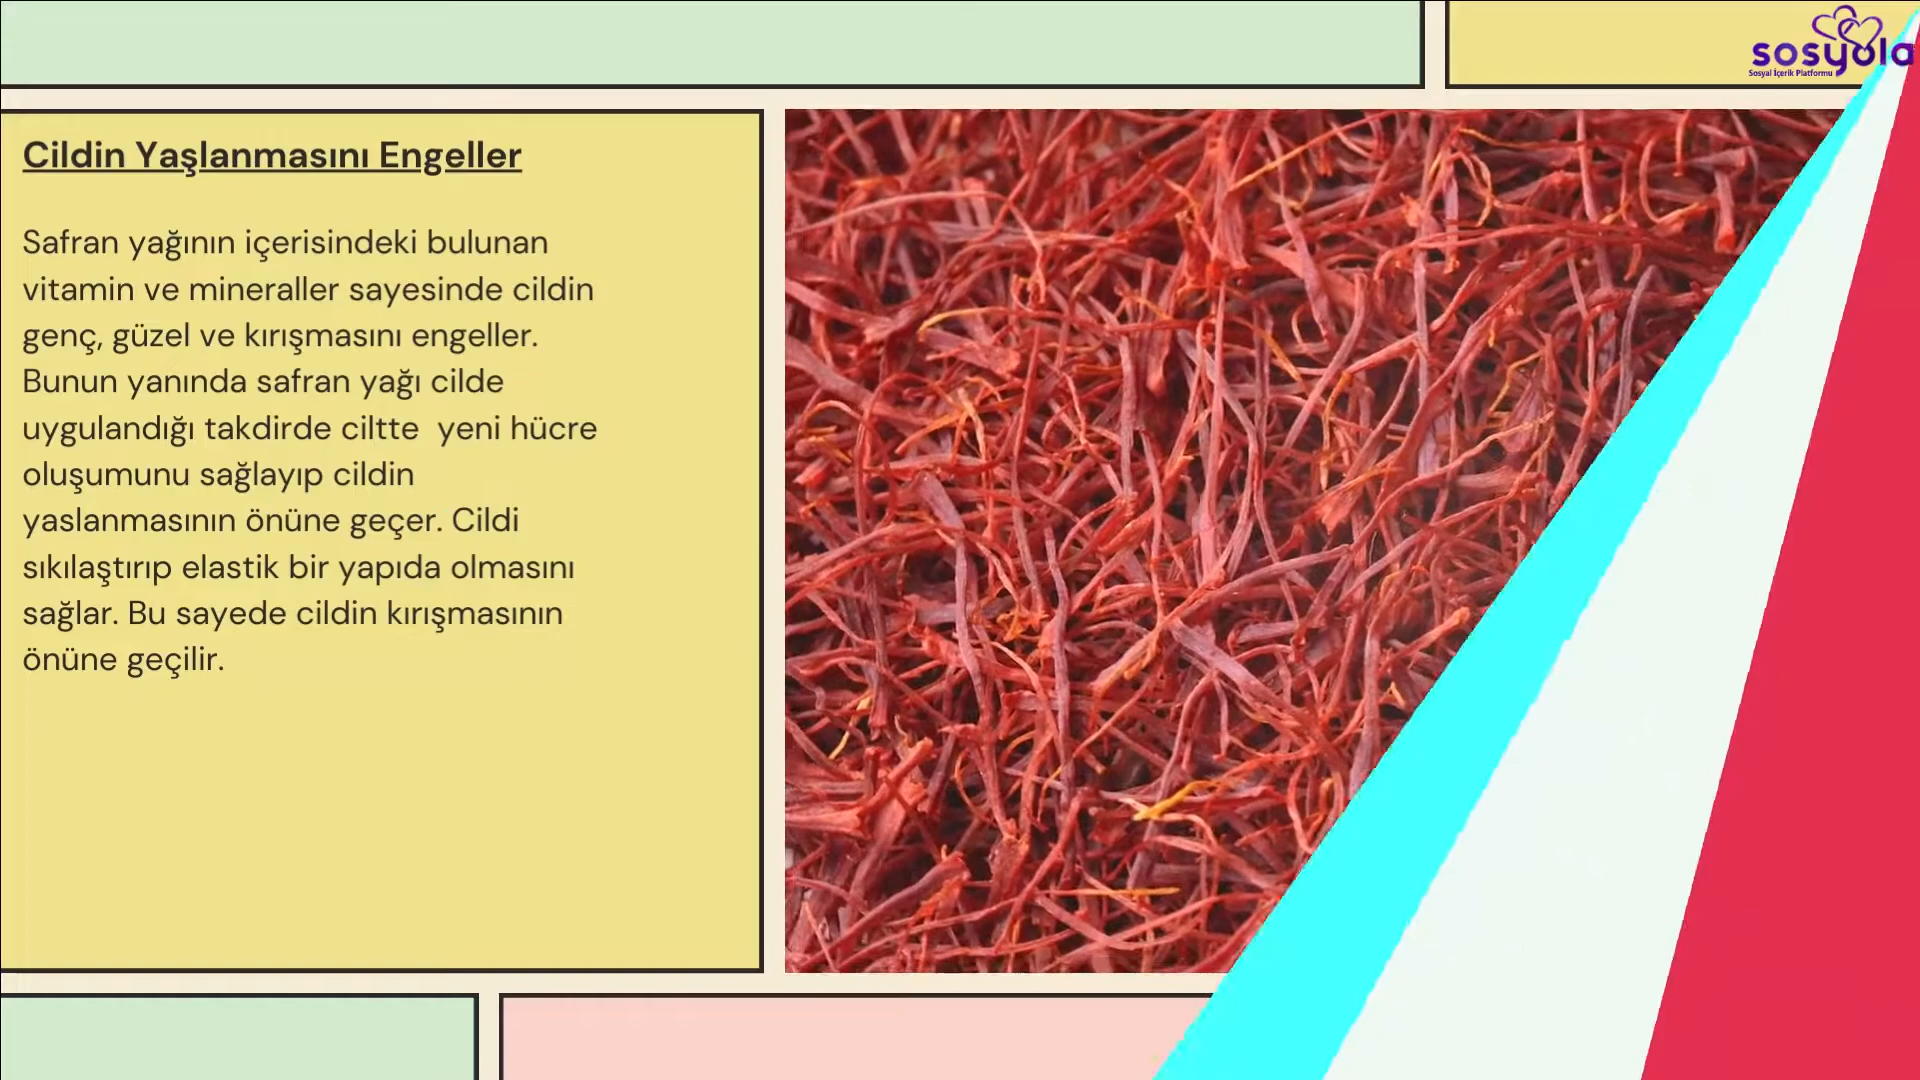 sosyola
Sosyal İçerik Platformu
Cildin Yaşlanmasını Engeller
Safran yağının içerisindeki bulunan
vitamin ve mineraller sayesinde cildin
genç, güzel ve kırışmasını engeller.
Bunun yanında safran yağı cilde
uygulandığı takdirde ciltte  yeni hücre
oluşumunu sağlayıp cildin
yaslanmasının önüne geçer. Cildi
sıkılaştırıp elastik bir yapıda olmasını
sağlar. Bu sayede cildin kırışmasının
önüne geçilir.